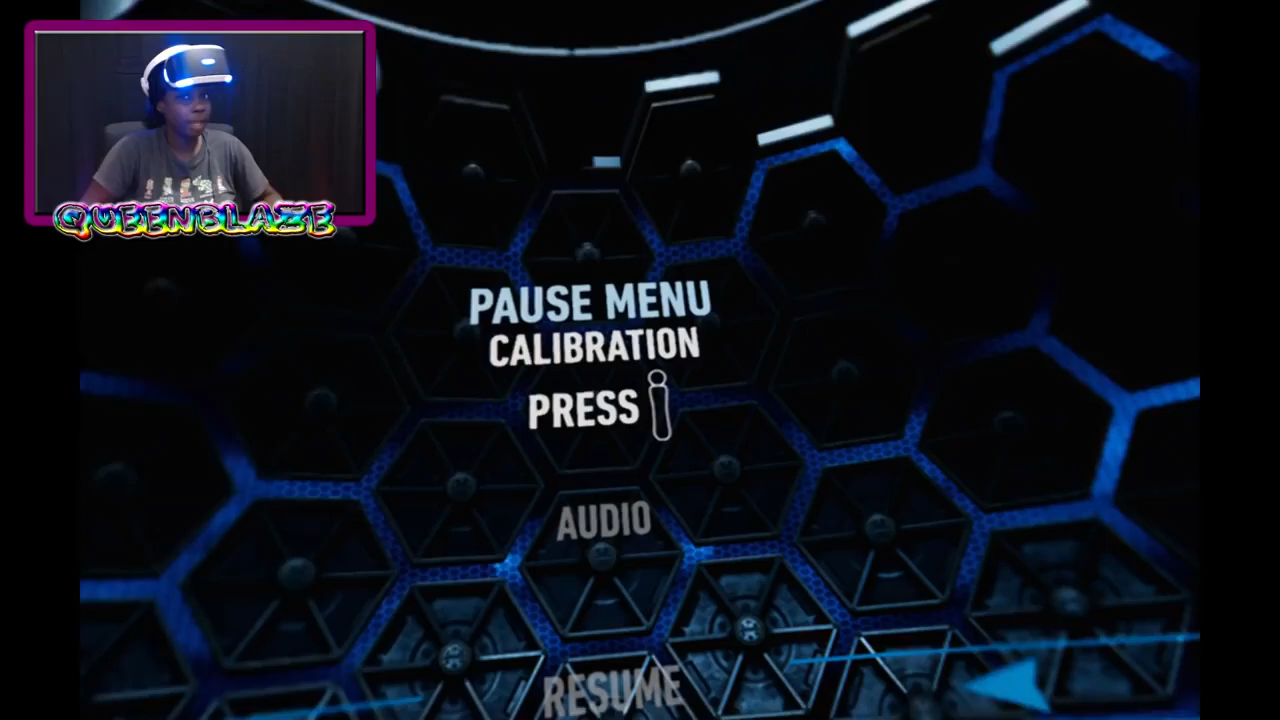 QUEENBLAZE
PAUSE MENU
CALIBRATION
PRESS
AUDIO
RESUME